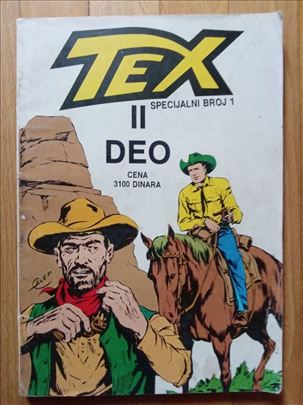 TEX
SPECIJALNI BROJ 1
II
DEO
CENA
3100 DINARA